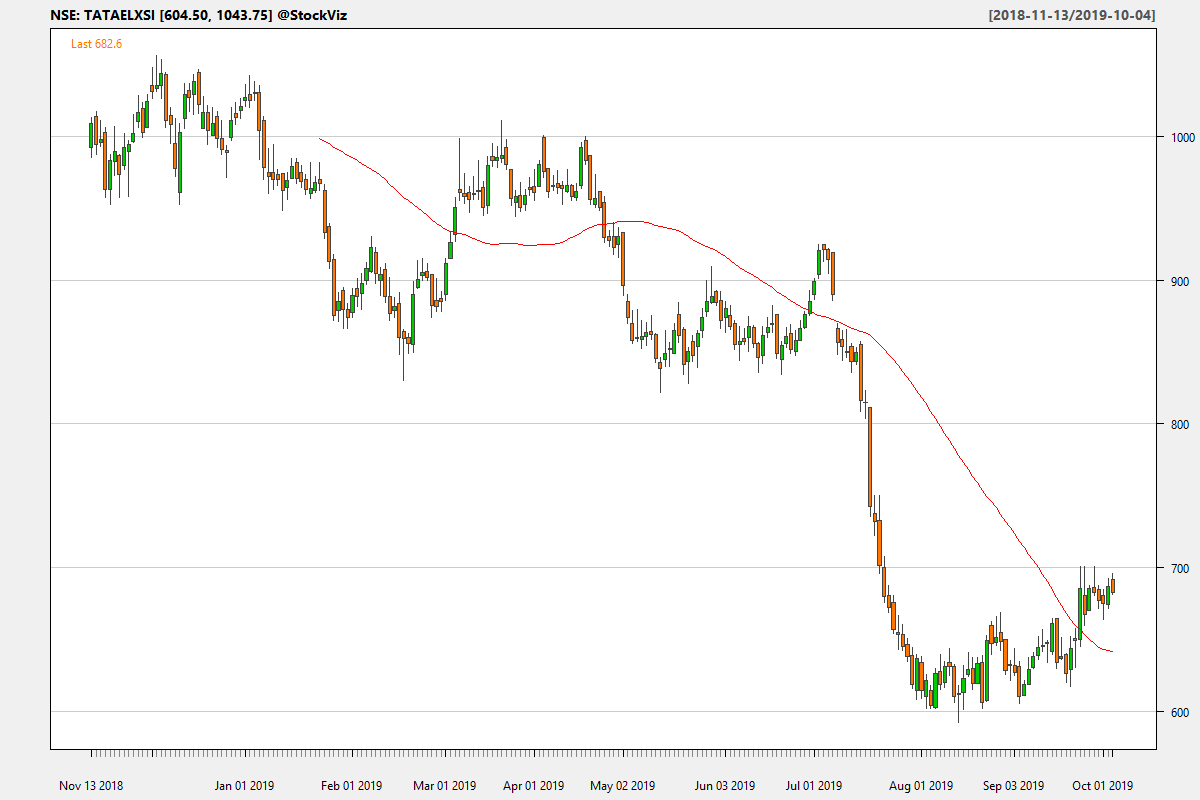 NSE: TATAELXSI [604.50, 1043.75] @StockViz [2018-11-13/2019-10-04]
Last 682.6
1000
900
800
700
600
Nov 13 2018 Jan 01 2019 Feb 01 2019 Mar 01 2019 Apr 01 2019 May 02 2019 Jun 03 2019 Jul 01 2019 Aug 01 2019 Sep 03 2019 Oct 01 2019